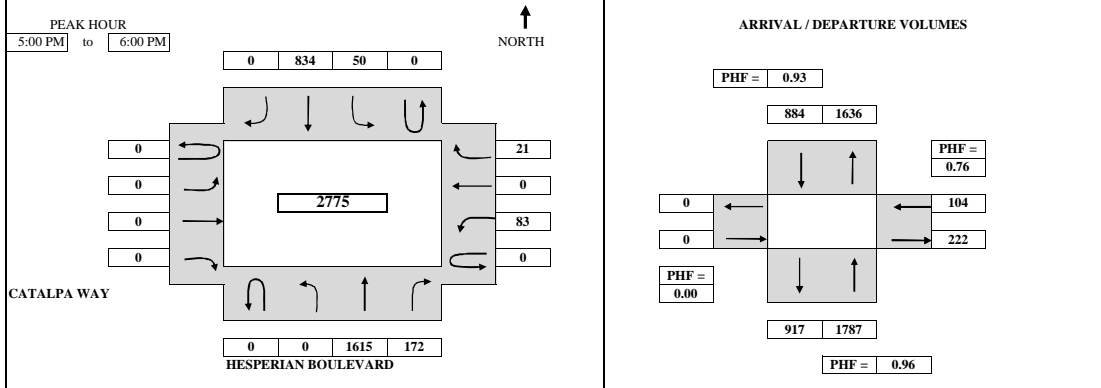 PEAK HOUR
5:00 PM to 6:00 PM
NORTH
0 834 50 0
0 21
0 0
2775
0 83
0 0
CATALPA WAY
0 0 1615 172
HESPERIAN BOULEVARD
ARRIVAL / DEPARTURE VOLUMES
PHF = 0.93
884 1636
PHF =
0.76
0 104
0 222
PHF =
0.00
917 1787
PHF = 0.96